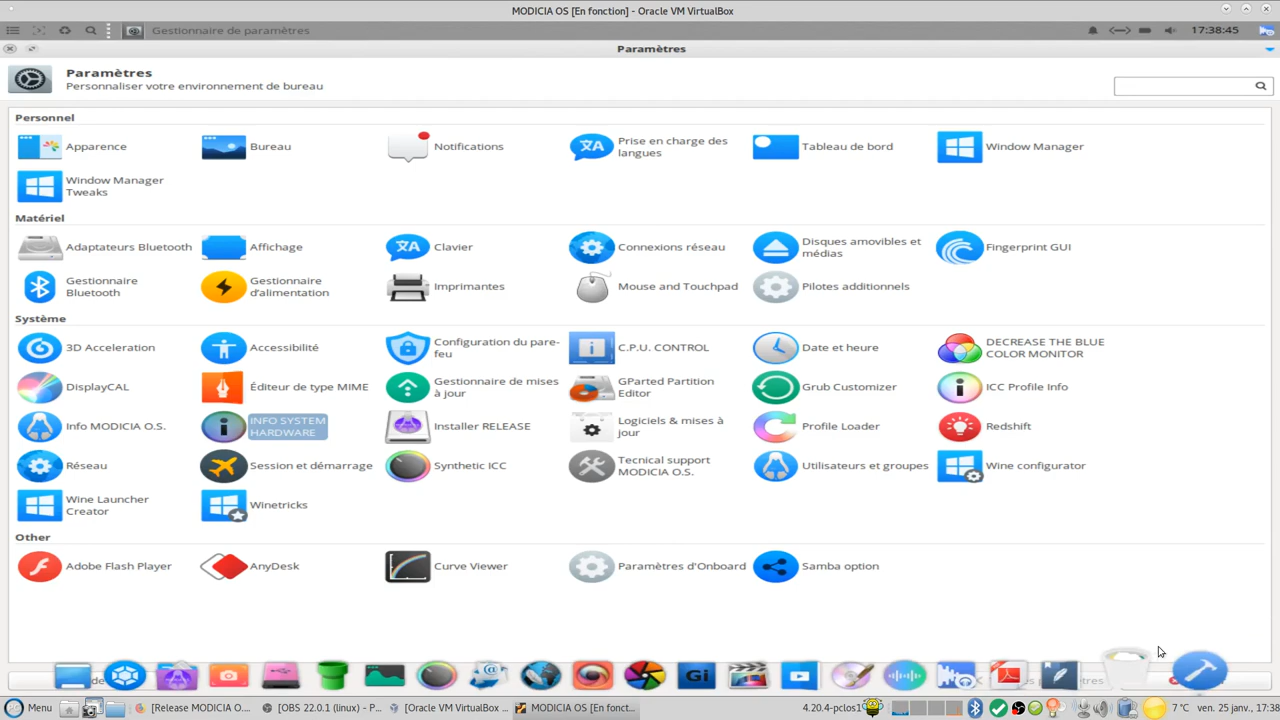 MODICIA OS [En fonction] - Oracle VM VirtualBox
Gestionnaire de paramètres
17:38:45
Paramètres
Paramètres
Personnaliser votre environnement de bureau
Personnel
Apparence
Bureau
Notifications
Prise en charge des
langues
Tableau de bord
Window Manager
Window Manager
Tweaks
Matériel
Adaptateurs Bluetooth
Affichage
Clavier
Connexions réseau
Disques amovibles et
médias
Fingerprint GUI
Gestionnaire
Bluetooth
Gestionnaire
d'alimentation
Imprimantes
Mouse and Touchpad
Pilotes additionnels
Système
3D Acceleration
Accessibilité
Configuration du pare-
feu
C.P.U. CONTROL
Date et heure
DECREASE THE BLUE
COLOR MONITOR
DisplayCAL
Éditeur de type MIME
Gestionnaire de mises
à jour
GParted Partition
Editor
Grub Customizer
ICC Profile Info
Info MODICIA O.S.
INFO SYSTEM
HARDWARE
Installer RELEASE
Logiciels & mises à
jour
Profile Loader
Redshift
Réseau
Session et démarrage
Synthetic ICC
Tecnical support
MODICIA O.S.
Utilisateurs et groupes
Wine configurator
Wine Launcher
Creator
Winetricks
Other
Adobe Flash Player
AnyDesk
Curve Viewer
Paramètres d'Onboard
Samba option
Gi
Menu
[Release MODICIA O...
[OBS 22.0.1 (linux) - P...
[MODICIA OS [En fonct...
[Oracle VM VirtualBox ...
4.20.4-pclos1
7 °C
ven. 25 janv., 17:38